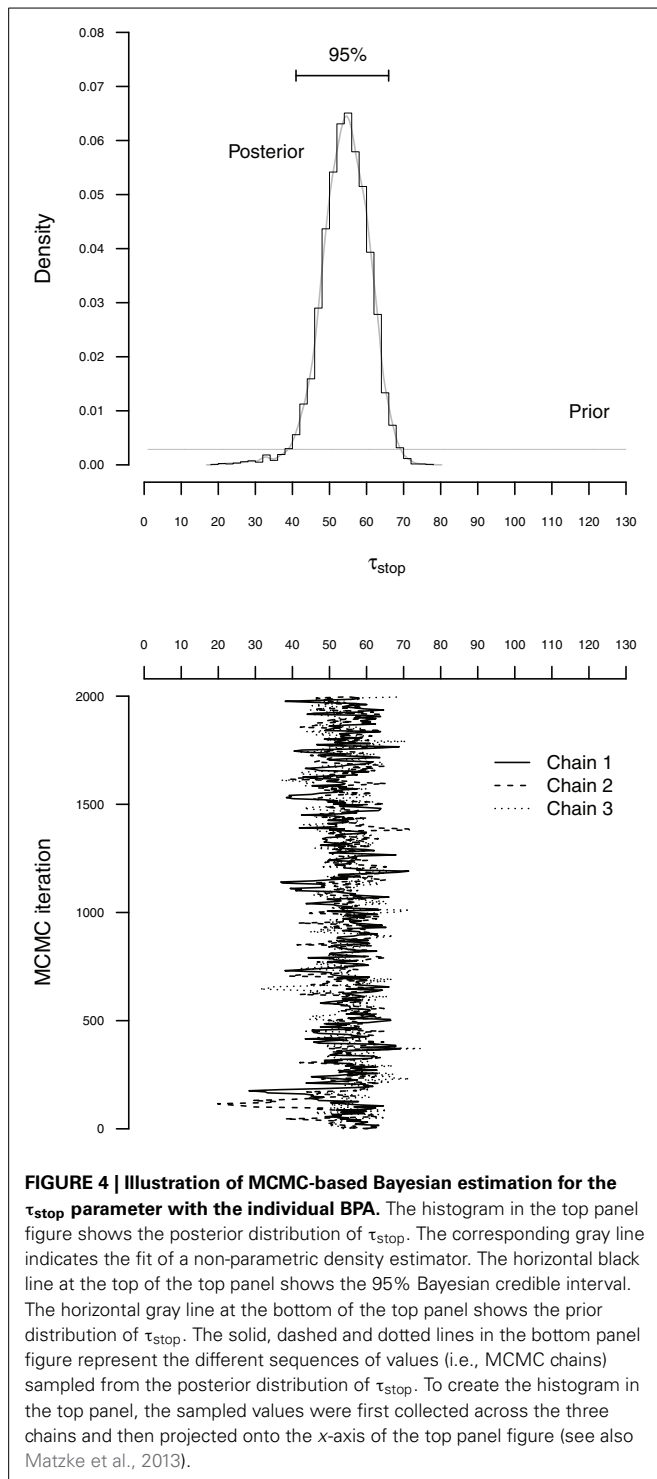 0.08
0.07
0.06
0.05
0.04
0.03
0.02
0.01
0.00
Density
95%
Posterior
Prior
0 10 20 30 40 50 60 70 80 90 100 110 120 130
τstop
0 10 20 30 40 50 60 70 80 90 100 110 120 130
2000
1500
1000
500
0
MCMC iteration
Chain 1
Chain 2
Chain 3
FIGURE 4 | Illustration of MCMC-based Bayesian estimation for the
τstop parameter with the individual BPA. The histogram in the top panel
figure shows the posterior distribution of τstop. The corresponding gray line
indicates the fit of a non-parametric density estimator. The horizontal black
line at the top of the top panel shows the 95% Bayesian credible interval.
The horizontal gray line at the bottom of the top panel shows the prior
distribution of τstop. The solid, dashed and dotted lines in the bottom panel
figure represent the different sequences of values (i.e., MCMC chains)
sampled from the posterior distribution of τstop. To create the histogram in
the top panel, the sampled values were first collected across the three
chains and then projected onto the x-axis of the top panel figure (see also
Matzke et al., 2013).